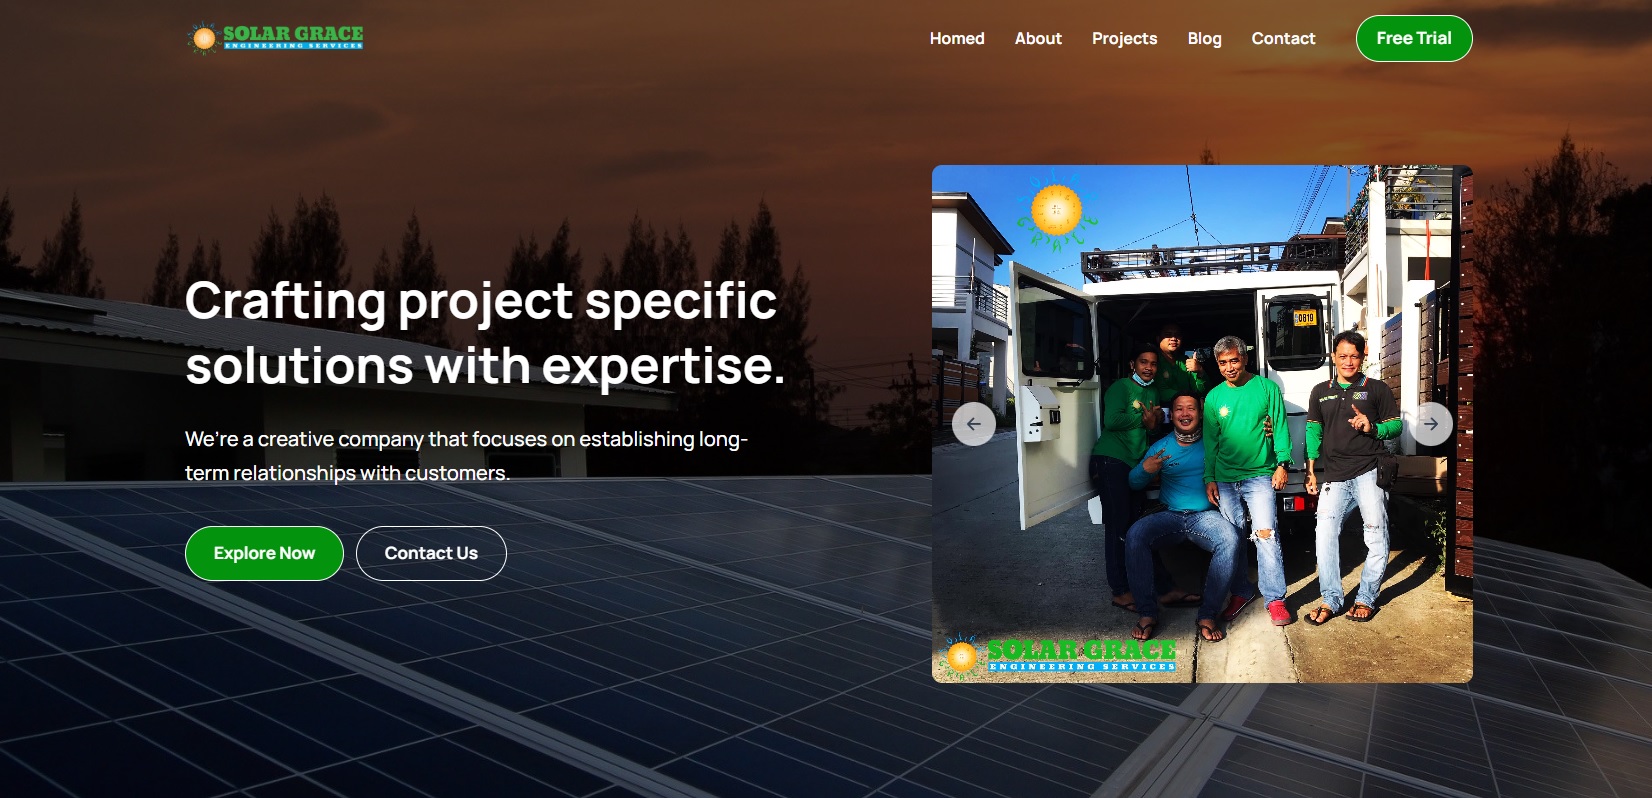 SOLAR GRACE
ENGINEERING SERVICES
Homed About Projects Blog Contact Free Trial
Crafting project specific
solutions with expertise.
We're a creative company that focuses on establishing long-
term relationships with customers.
Explore Now Contact Us
0819
SOLAR GRACE
ENGINEERING SERVICES